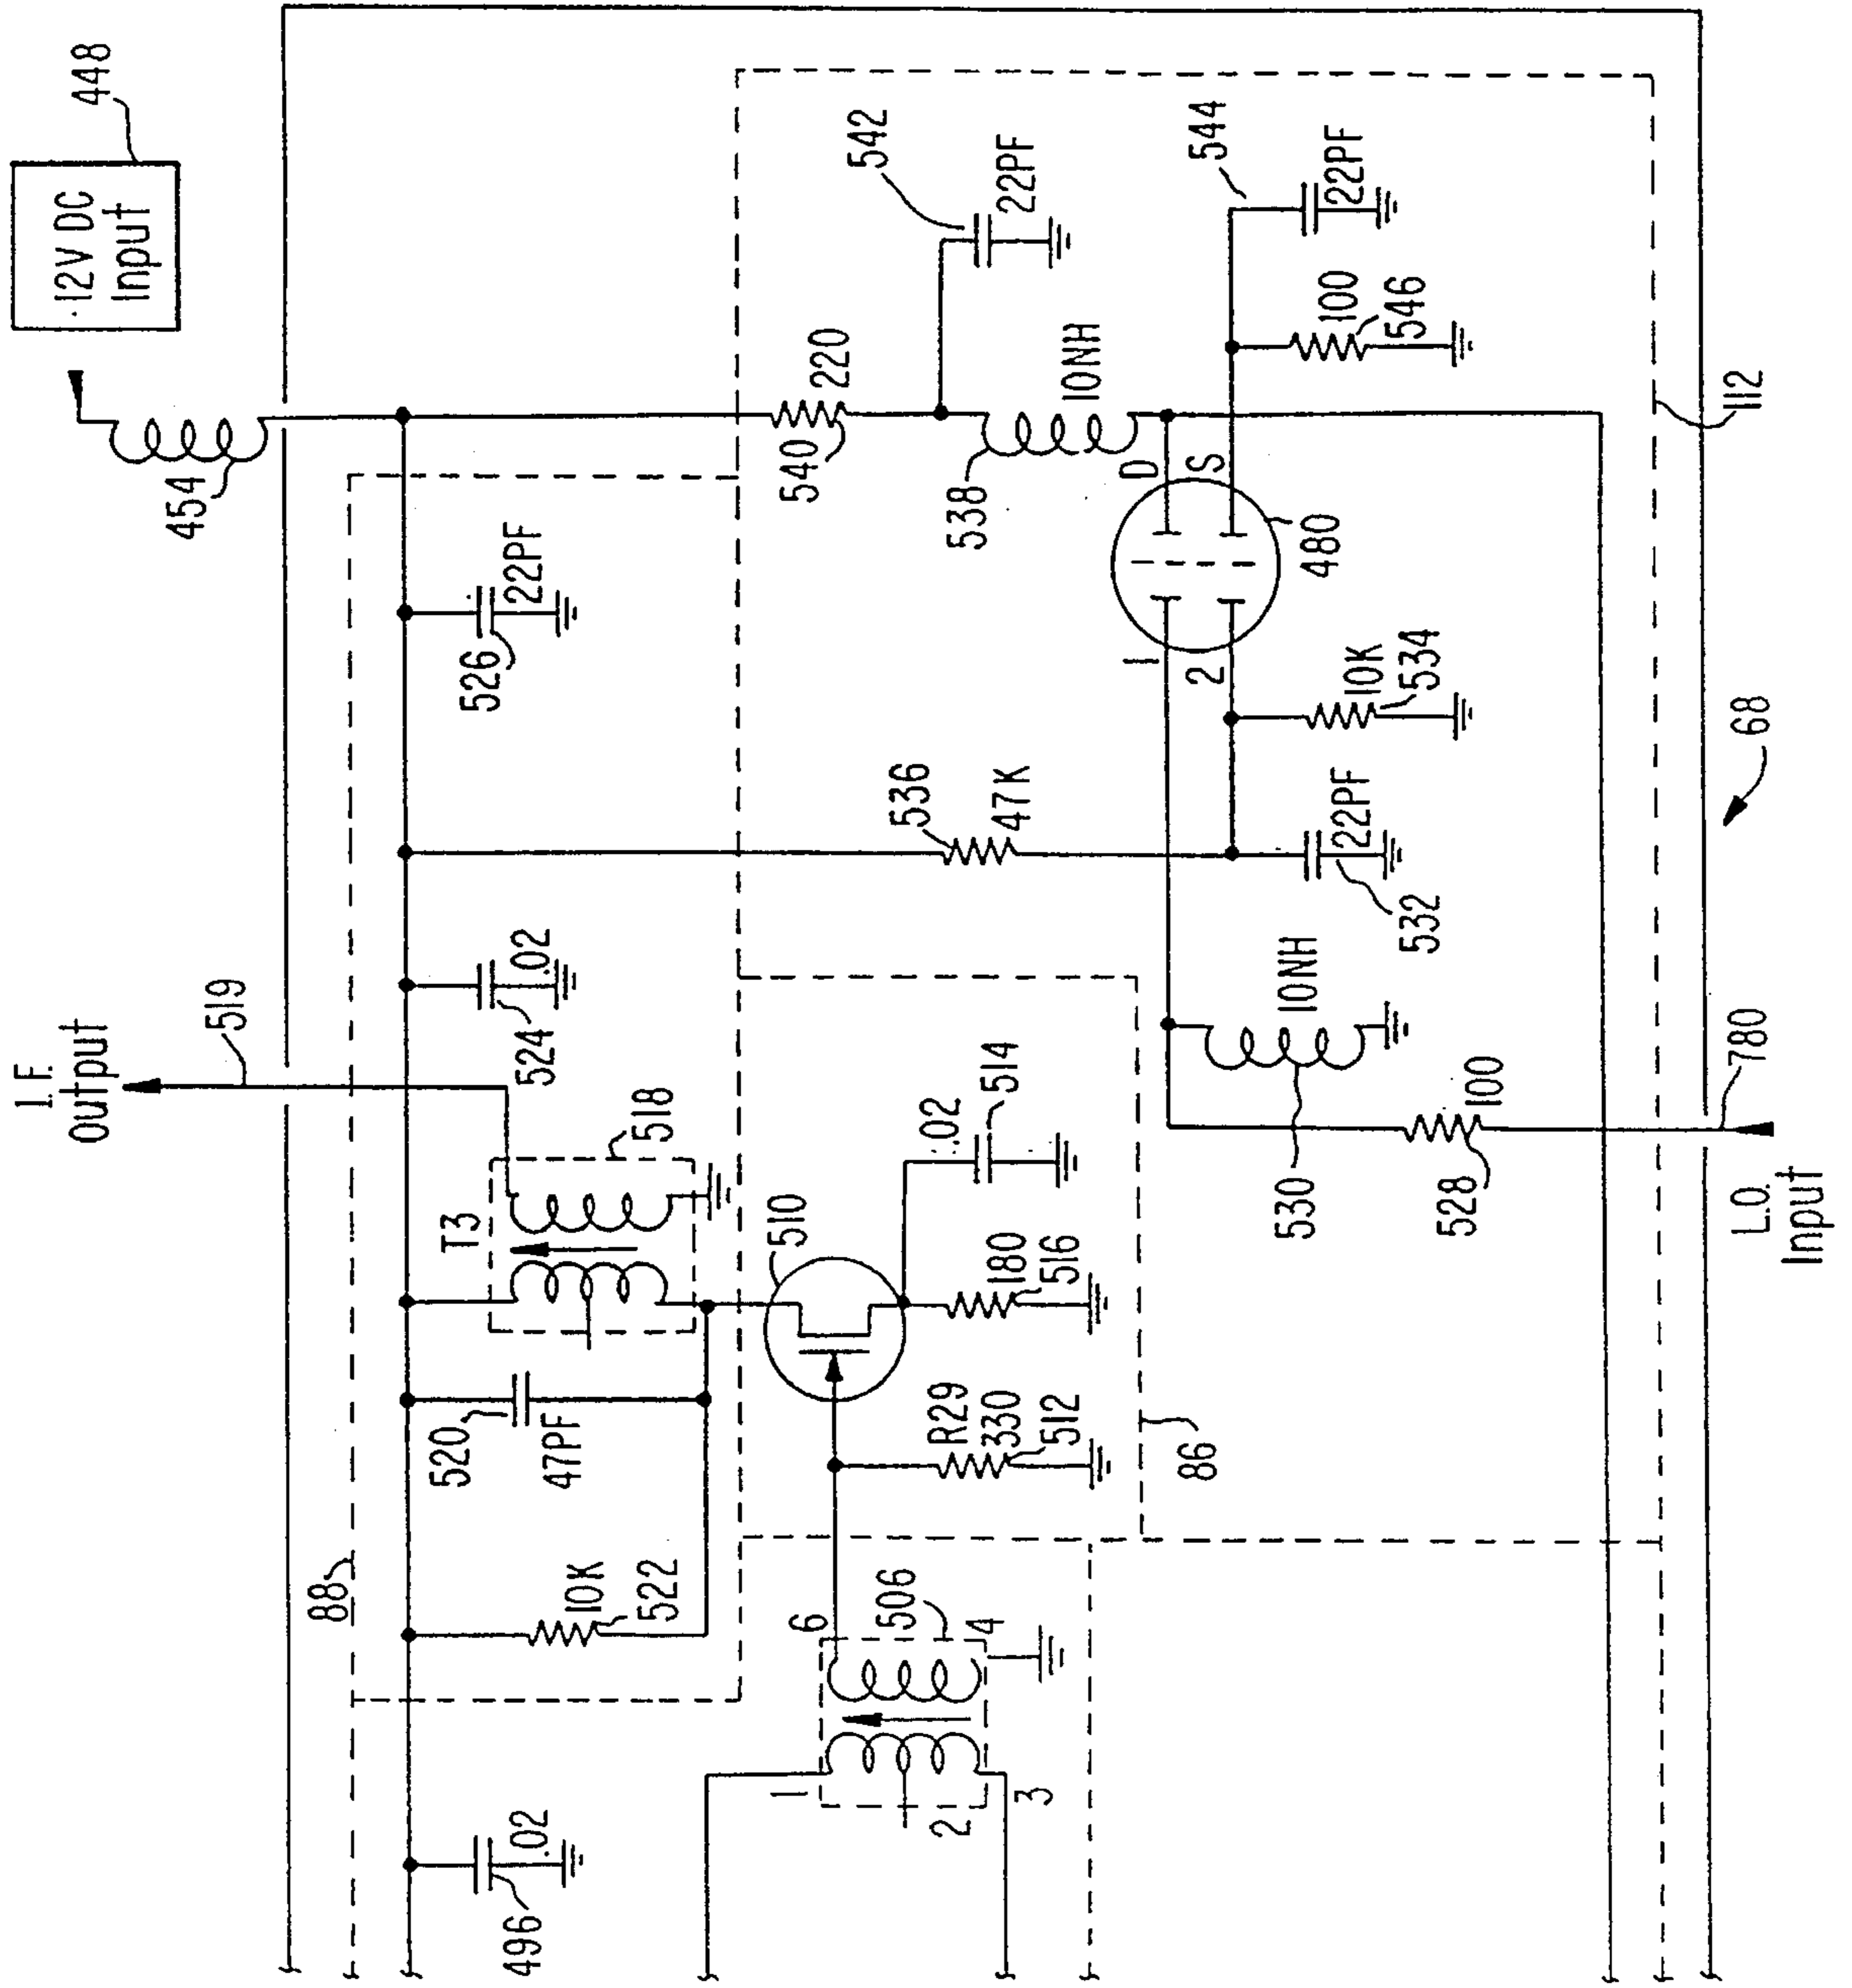 448
.12V DC
Input
454
I.F.
Output
519
542
22PF
544
22PF
220
540
10NH
538
100
546
112
D
S
480
1
2
526
22PF
536
47K
10K
534
22PF
532
68
524
.02
10NH
530
100
528
780
L.O.
Input
518
T3
510
.02
514
180
516
520
47PF
R29
330
512
86
88
10K
522
6
506
4
1
2
3
496
.02